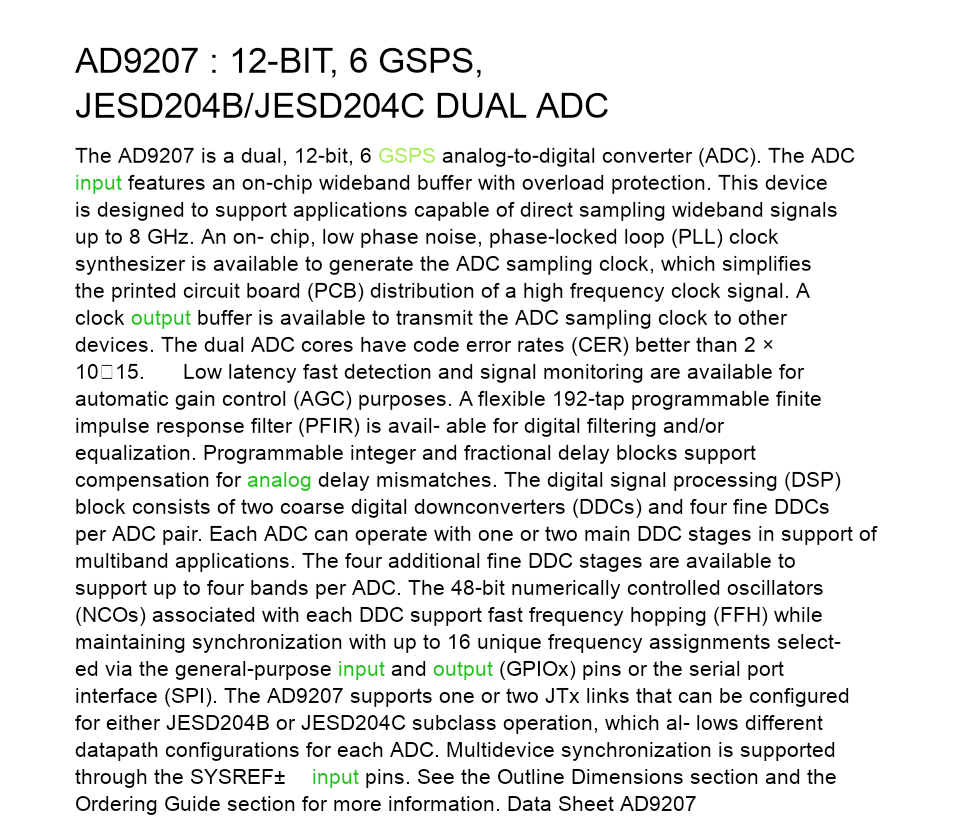 AD9207 : 12-BIT, 6 GSPS,
JESD204B/JESD204C DUAL ADC
The AD9207 is a dual, 12-bit, 6 GSPS analog-to-digital converter (ADC). The ADC
input features an on-chip wideband buffer with overload protection. This device
is designed to support applications capable of direct sampling wideband signals
up to 8 GHz. An on- chip, low phase noise, phase-locked loop (PLL) clock
synthesizer is available to generate the ADC sampling clock, which simplifies
the printed circuit board (PCB) distribution of a high frequency clock signal. A
clock output buffer is available to transmit the ADC sampling clock to other
devices. The dual ADC cores have code error rates (CER) better than 2 ×
10□15. Low latency fast detection and signal monitoring are available for
automatic gain control (AGC) purposes. A flexible 192-tap programmable finite
impulse response filter (PFIR) is avail- able for digital filtering and/or
equalization. Programmable integer and fractional delay blocks support
compensation for analog delay mismatches. The digital signal processing (DSP)
block consists of two coarse digital downconverters (DDCs) and four fine DDCs
per ADC pair. Each ADC can operate with one or two main DDC stages in support of
multiband applications. The four additional fine DDC stages are available to
support up to four bands per ADC. The 48-bit numerically controlled oscillators
(NCOs) associated with each DDC support fast frequency hopping (FFH) while
maintaining synchronization with up to 16 unique frequency assignments select-
ed via the general-purpose input and output (GPIOx) pins or the serial port
interface (SPI). The AD9207 supports one or two JTx links that can be configured
for either JESD204B or JESD204C subclass operation, which al- lows different
datapath configurations for each ADC. Multidevice synchronization is supported
through the SYSREF± input pins. See the Outline Dimensions section and the
Ordering Guide section for more information. Data Sheet AD9207